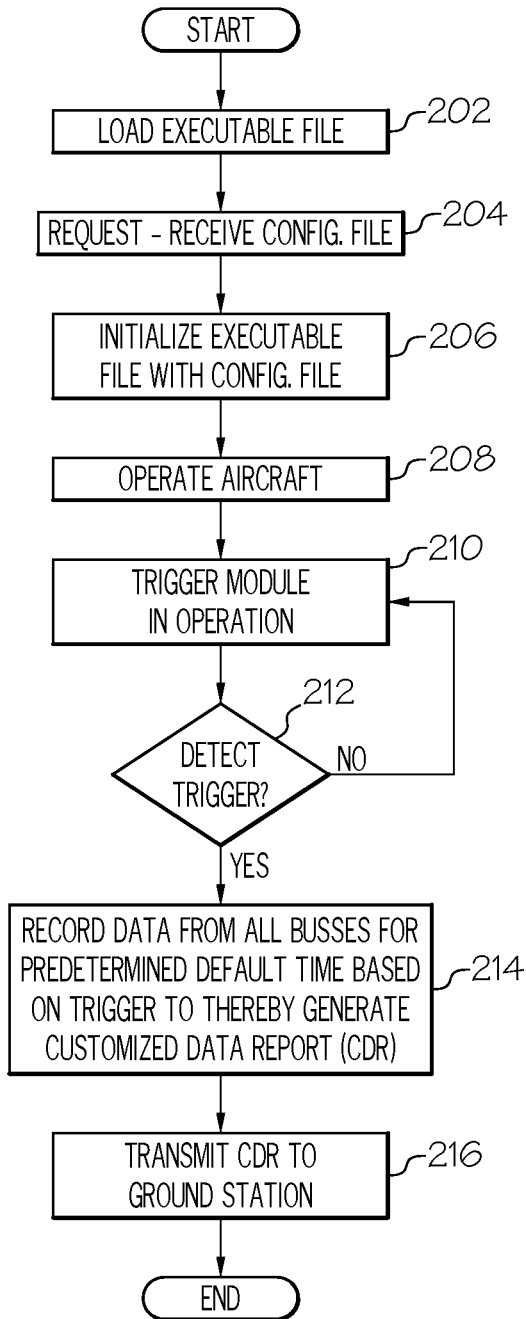 START
LOAD EXECUTABLE FILE
202
REQUEST - RECEIVE CONFIG. FILE
204
INITIALIZE EXECUTABLE
FILE WITH CONFIG. FILE
206
OPERATE AIRCRAFT
208
TRIGGER MODULE
IN OPERATION
210
DETECT
TRIGGER?
212
NO
YES
RECORD DATA FROM ALL BUSSES FOR
PREDETERMINED DEFAULT TIME BASED
ON TRIGGER TO THEREBY GENERATE
CUSTOMIZED DATA REPORT (CDR)
214
TRANSMIT CDR TO
GROUND STATION
216
END